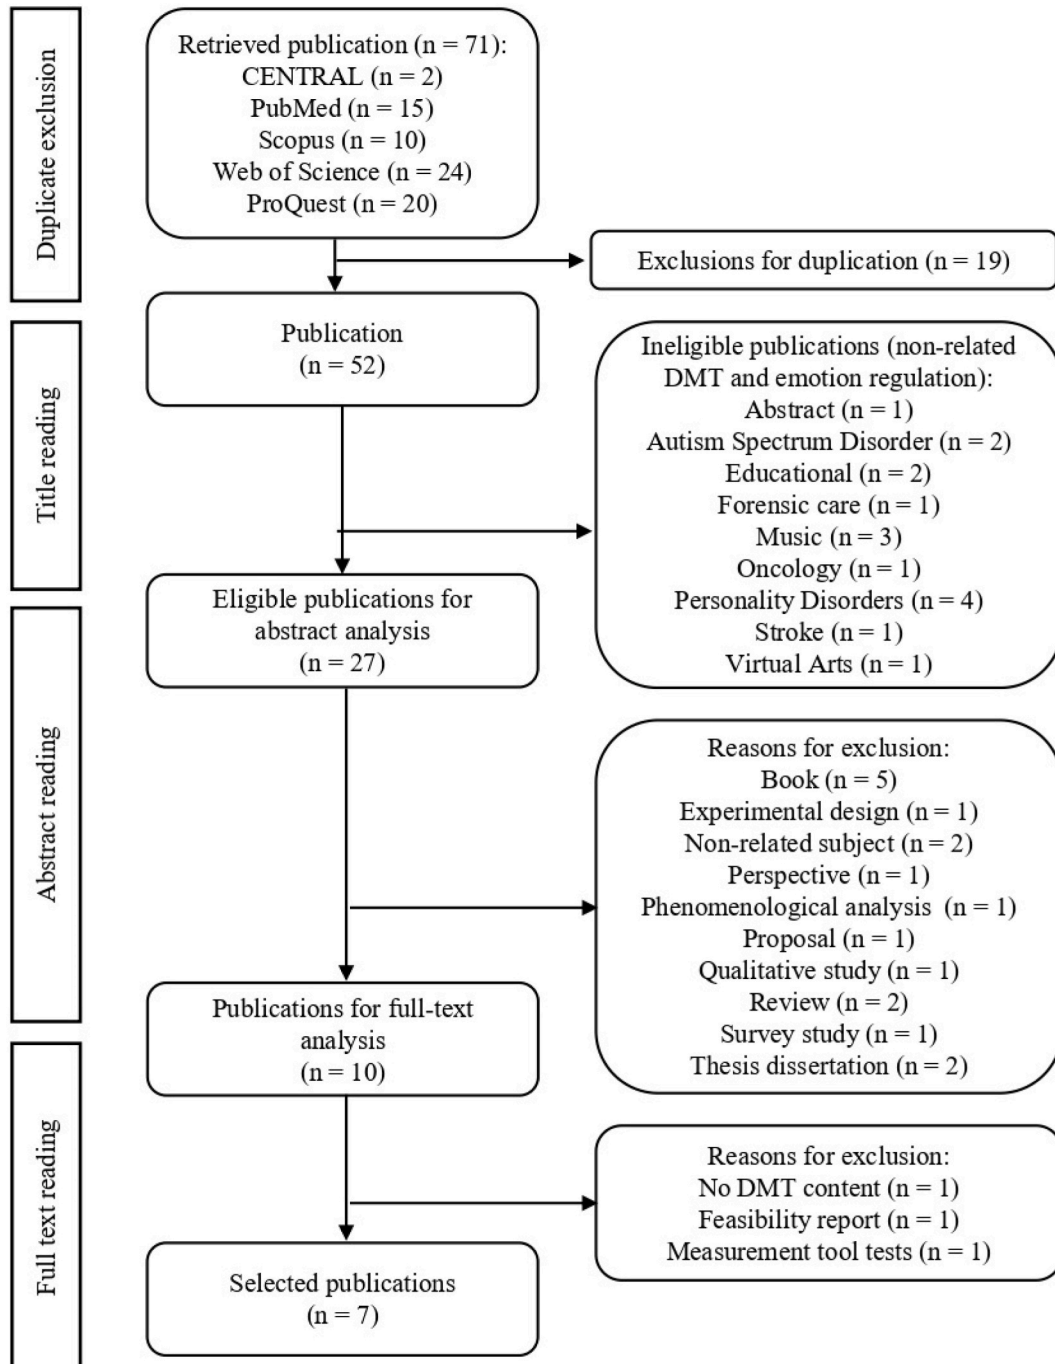 Duplicate exclusion
Retrieved publication (n = 71):
CENTRAL (n = 2)
PubMed (n = 15)
Scopus (n = 10)
Web of Science (n = 24)
ProQuest (n = 20)
Exclusions for duplication (n = 19)
Title reading
Publication
(n = 52)
Ineligible publications (non-related
DMT and emotion regulation):
Abstract (n = 1)
Autism Spectrum Disorder (n = 2)
Educational (n = 2)
Forensic care (n = 1)
Music (n = 3)
Oncology (n = 1)
Personality Disorders (n = 4)
Stroke (n = 1)
Virtual Arts (n = 1)
Abstract reading
Eligible publications for
abstract analysis
(n = 27)
Reasons for exclusion:
Book (n = 5)
Experimental design (n = 1)
Non-related subject (n = 2)
Perspective (n = 1)
Phenomenological analysis (n = 1)
Proposal (n = 1)
Qualitative study (n = 1)
Review (n = 2)
Survey study (n = 1)
Thesis dissertation (n = 2)
Publications for full-text
analysis
(n = 10)
Full text reading
Reasons for exclusion:
No DMT content (n = 1)
Feasibility report (n = 1)
Measurement tool tests (n = 1)
Selected publications
(n = 7)